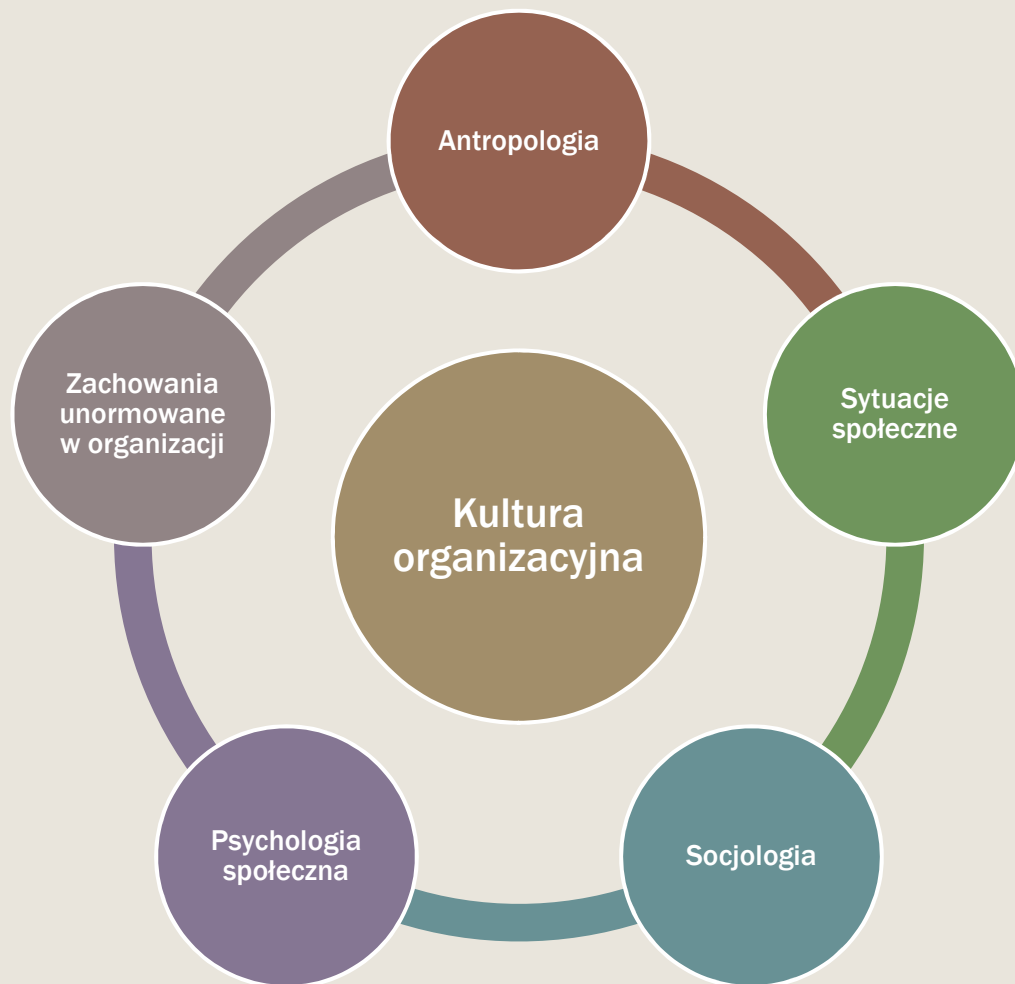 Antropologia
Zachowania
unormowane
w organizacji
Sytuacje
społeczne
Kultura
organizacyjna
Psychologia
społeczna
Socjologia